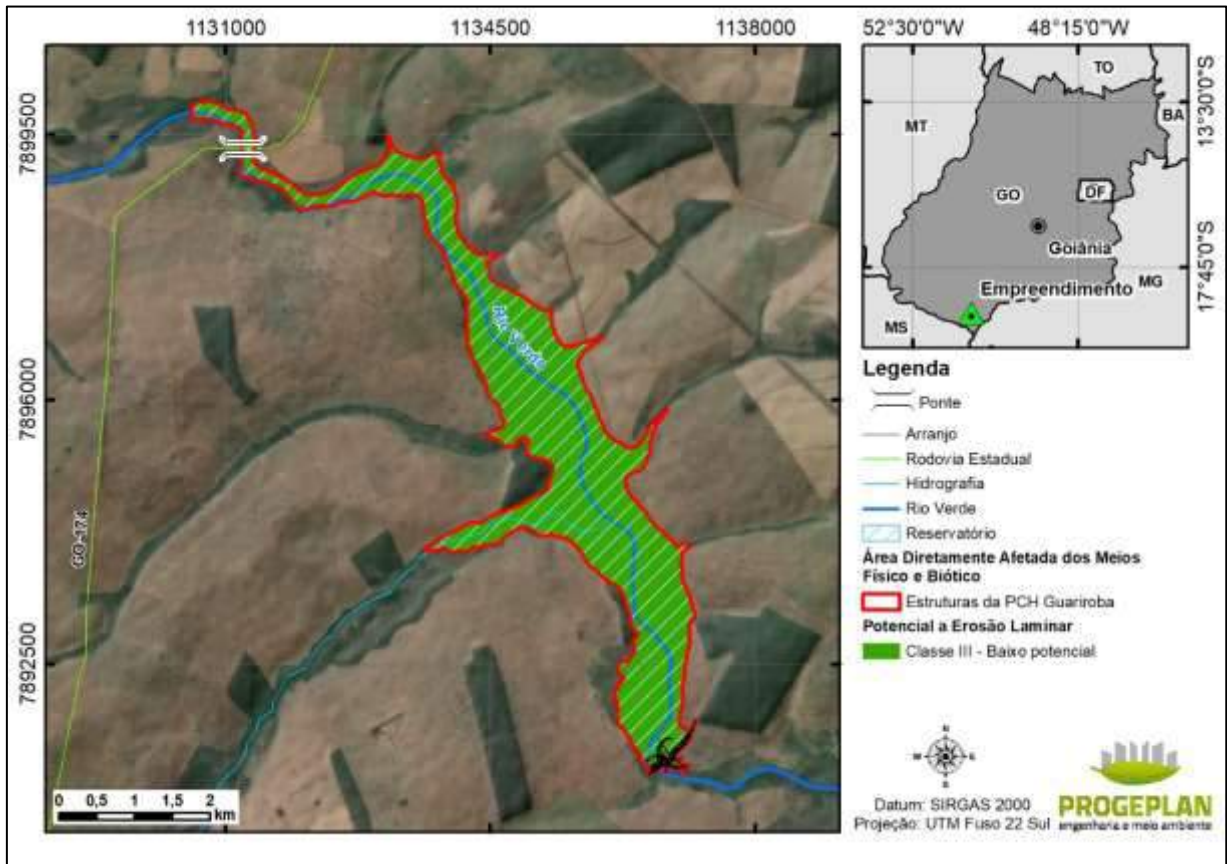 1131000
1134500
1138000
7899500
7896000
7892500
Rio Verde
GO-174
0 0,5 1 1,5 2
km
52°30'0"W
48°15'0"W
13°30'0"S
17°45'0"S
TO
BA
MT
GO
DF
Goiânia
Empreendimento
MG
MS
Legenda
Ponte
Arranjo
Rodovia Estadual
Hidrografia
Rio Verde
Reservatório
Área Diretamente Afetada dos Meios
Físico e Biótico
Estruturas da PCH Guariroba
Potencial a Erosão Laminar
Classe III - Baixo potencial
N
W
E
S
Datum: SIRGAS 2000
Projeção: UTM Fuso 22 Sul
PROGEPLAN
engenharia e meio ambiente